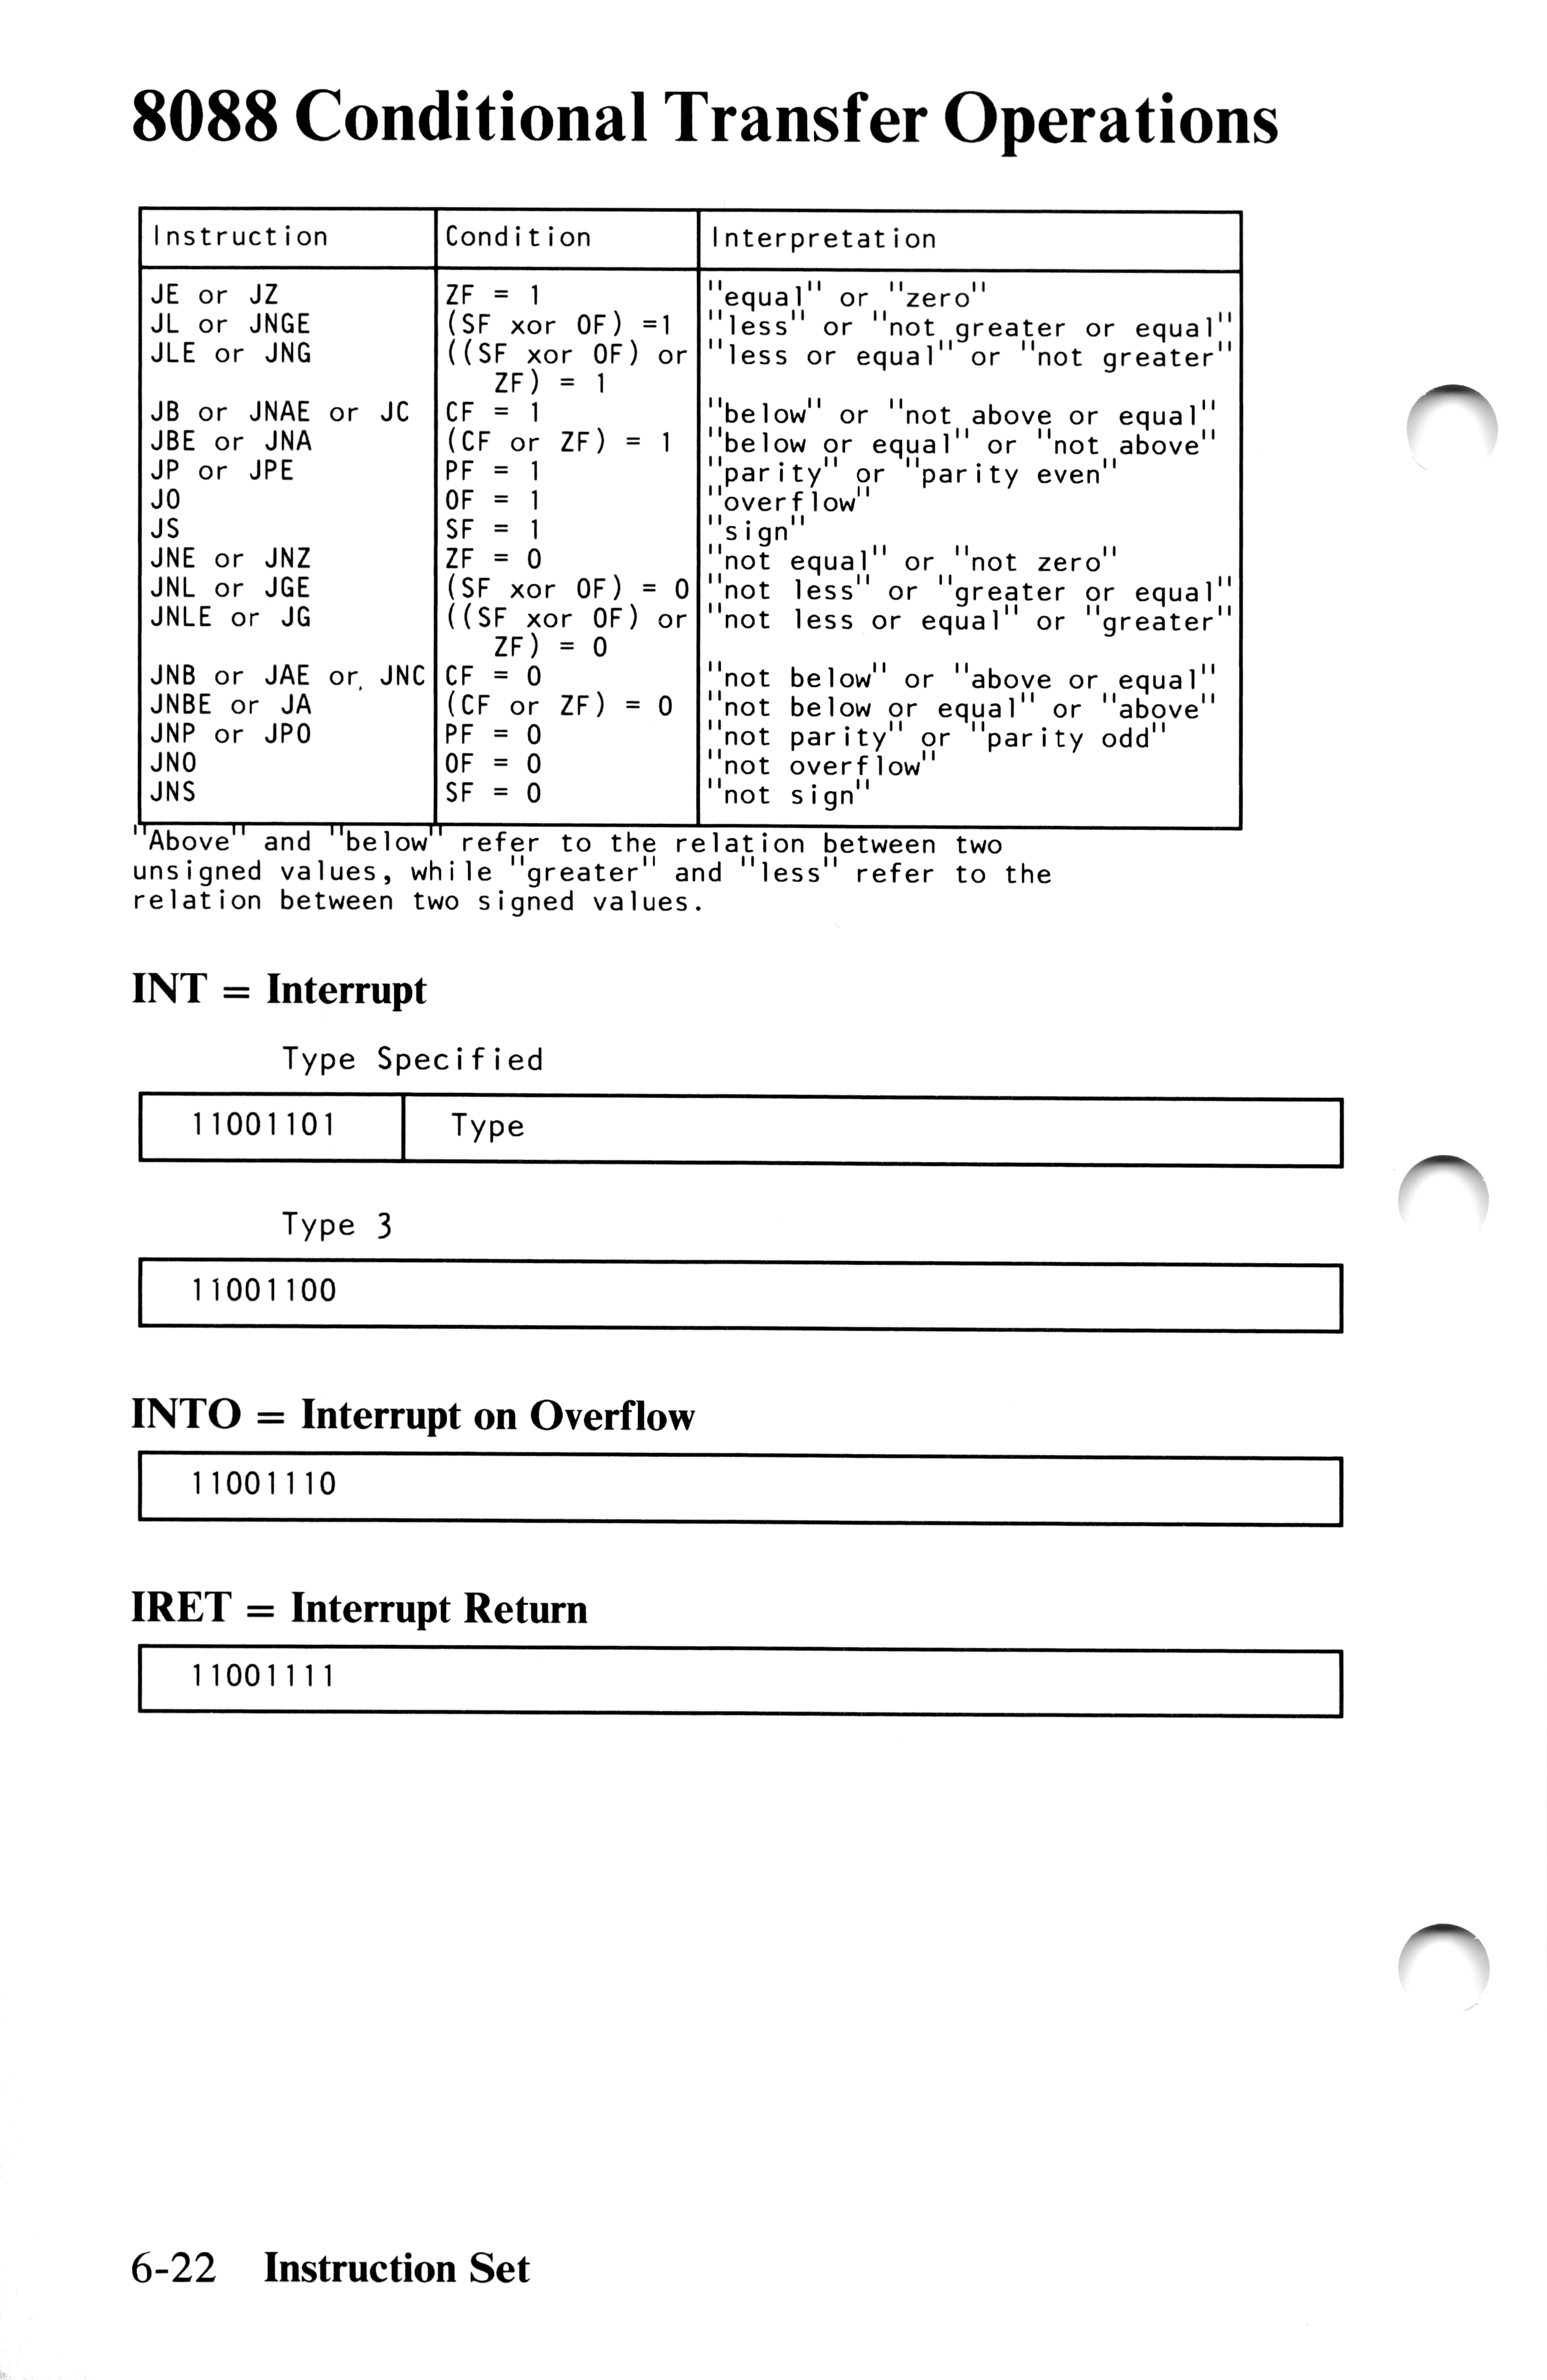 8088 Conditional Transfer Operations
Instruction Condition Interpretation
JE or JZ ZF = 1 "equal" or "zero"
JL or JNGE (SF xor OF) =1 "less" or "not greater or equal"
JLE or JNG ((SF xor OF) or "less or equal" or "not greater"
ZF) = 1
JB or JNAE or JC CF = 1 "below" or "not above or equal"
JBE or JNA (CF or ZF) = 1 "below or equal" or "not above"
JP or JPE PF = 1 "parity" or "parity even"
JO OF = 1 "overflow"
JS SF = 1 "sign"
JNE or JNZ ZF = 0 "not equal" or "not zero"
JNL or JGE (SF xor OF) = 0 "not less" or "greater or equal"
JNLE or JG ((SF xor OF) or "not less or equal" or "greater"
ZF) = 0
JNB or JAE or JNC CF = 0 "not below" or "above or equal"
JNBE or JA (CF or ZF) = 0 "not below or equal" or "above"
JNP or JPO PF = 0 "not parity" or "parity odd"
JNO OF = 0 "not overflow"
JNS SF = 0 "not sign"
"Above" and "below" refer to the relation between two
unsigned values, while "greater" and "less" refer to the
relation between two signed values.
INT = Interrupt
Type Specified
11001101 Type
Type 3
11001100
INTO = Interrupt on Overflow
11001110
IRET = Interrupt Return
11001111
6-22 Instruction Set